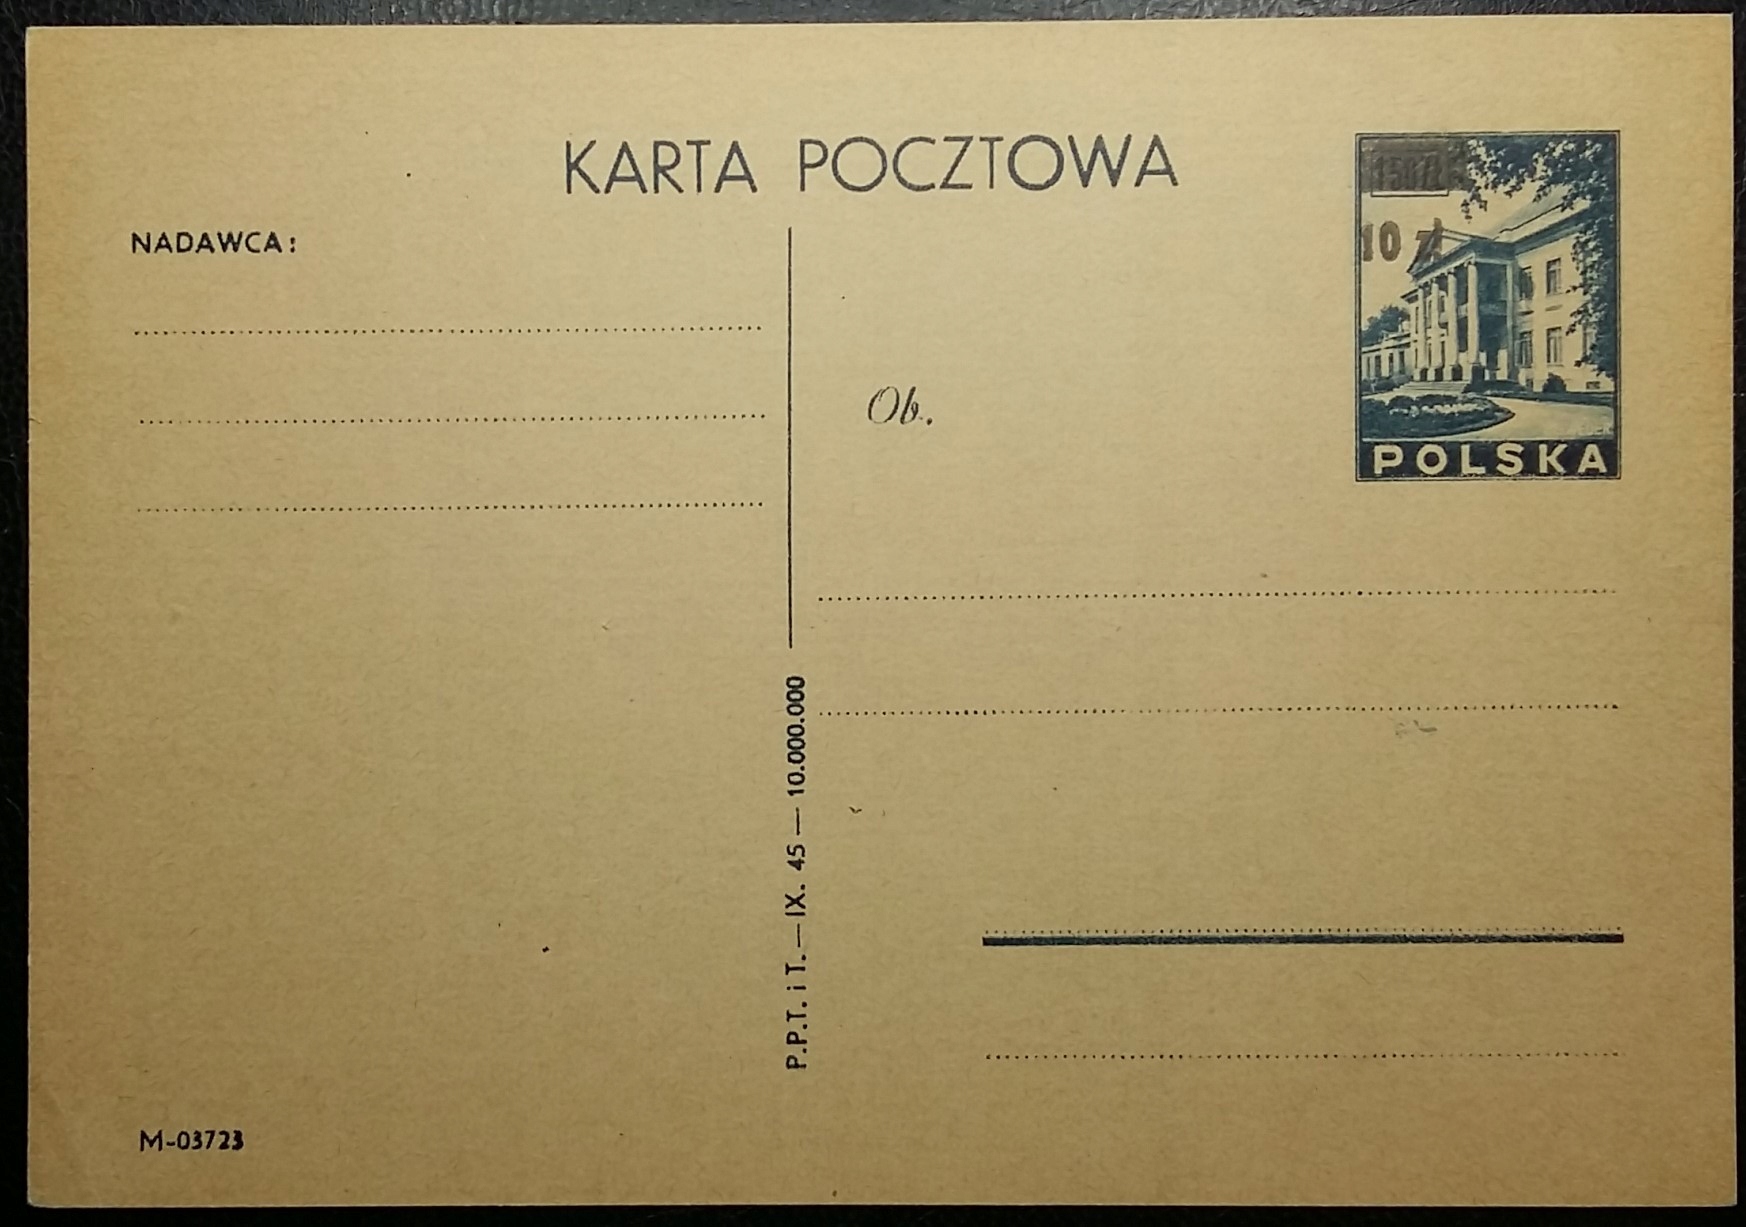 KARTA POCZTOWA
NADAWCA:
10 zł
Ob.
POLSKA
P.P.T. i T. — IX. 45 — 10.000.000
M-03723